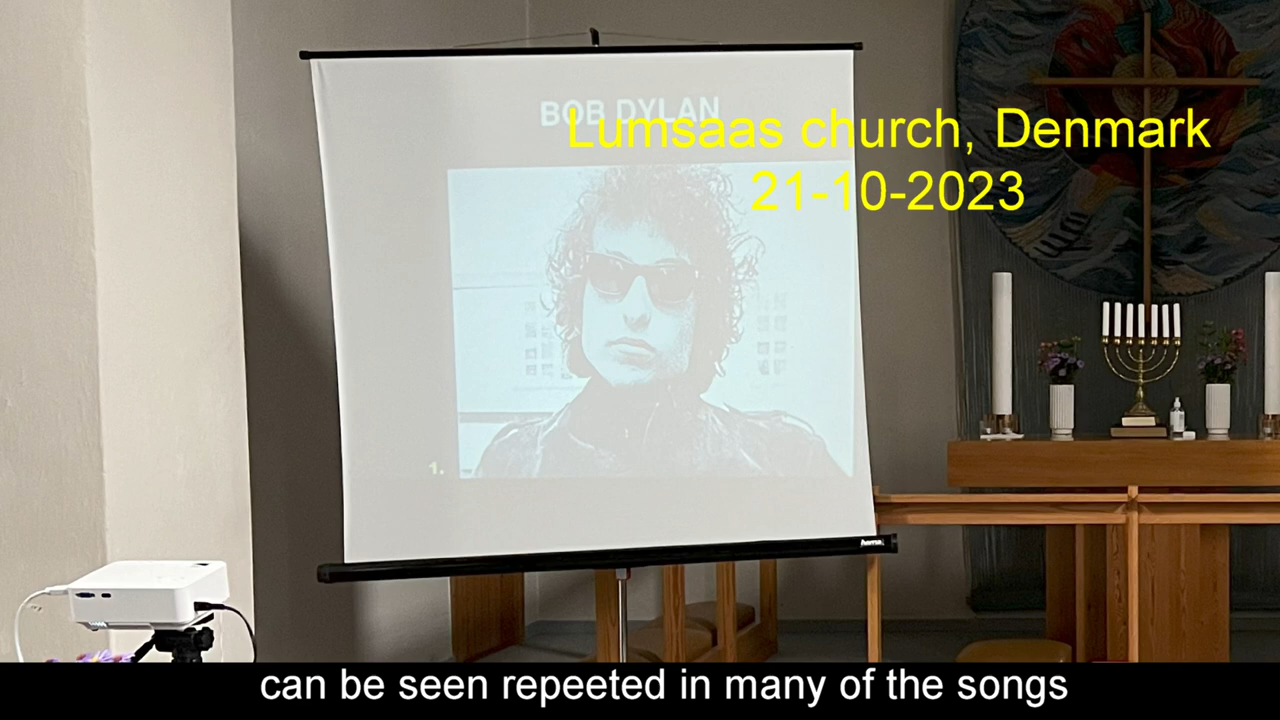 BOB DYLAN
Lumsaas church, Denmark
21-10-2023
1.
hama
can be seen repeeted in many of the songs